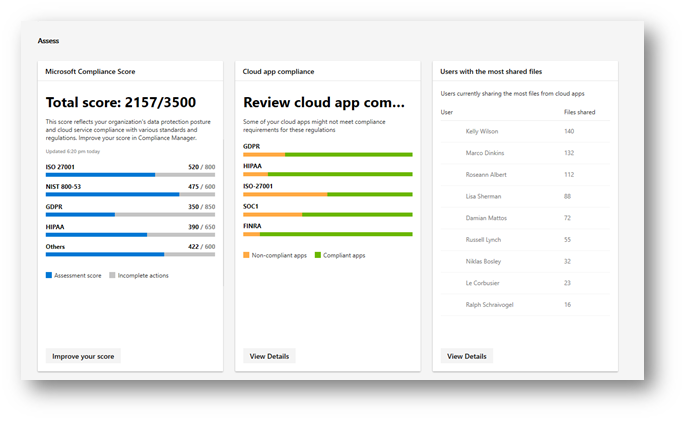 Assess
Microsoft Compliance Score
Total score: 2157/3500
This score reflects your organization's data protection posture
and cloud service compliance with various standards and
regulations. Improve your score in Compliance Manager.
Updated 6:20 pm today
ISO 27001 520 / 800
NIST 800-53 475 / 600
GDPR 350 / 850
HIPAA 390 / 650
Others 422 / 600
Assessment score Incomplete actions
Improve your score
Cloud app compliance
Review cloud app com...
Some of your cloud apps might not meet compliance
requirements for these regulations
GDPR
HIPAA
ISO-27001
SOC1
FINRA
Non-compliant apps Compliant apps
View Details
Users with the most shared files
Users currently sharing the most files from cloud apps
User Files shared
Kelly Wilson 140
Marco Dinkins 132
Roseann Albert 112
Lisa Sherman 88
Damian Mattos 72
Russell Lynch 55
Niklas Bosley 32
Le Corbusier 23
Ralph Schraivogel 16
View Details